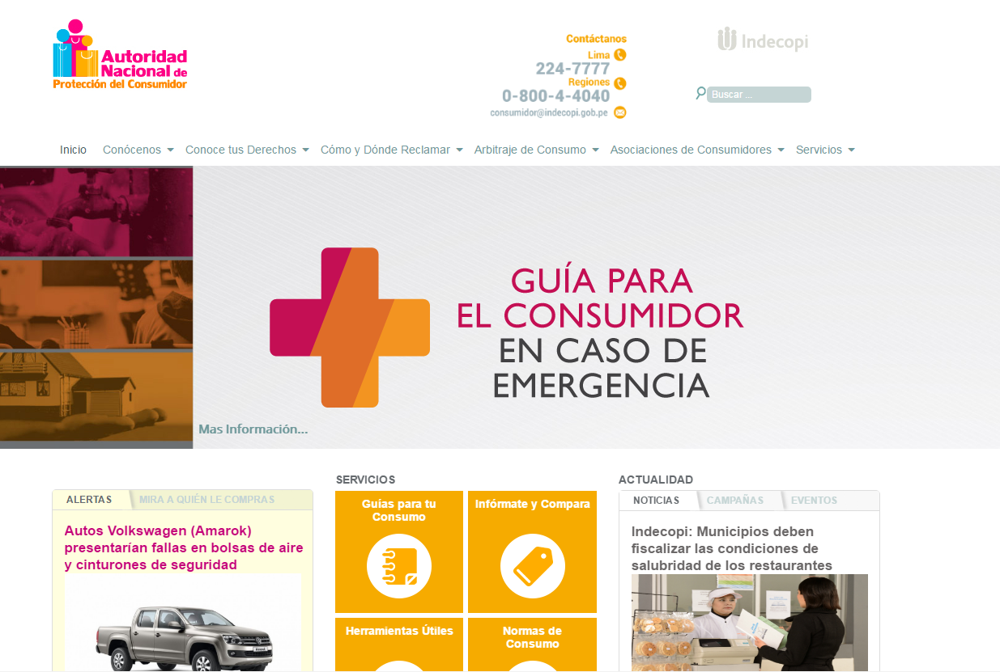 Autoridad
Nacional de
Protección del Consumidor
Contáctanos
Lima
224-7777
Regiones
0-800-4-4040
consumidor@indecopi.gob.pe
Indecopi
Buscar ...
Inicio
Conócenos
Conoce tus Derechos
Cómo y Dónde Reclamar
Arbitraje de Consumo
Asociaciones de Consumidores
Servicios
GUÍA PARA
EL CONSUMIDOR
EN CASO DE
EMERGENCIA
Mas Información...
ALERTAS
MIRA A QUIÉN LE COMPRAS
Autos Volkswagen (Amarok)
presentarían fallas en bolsas de aire
y cinturones de seguridad
SERVICIOS
Guías para tu
Consumo
Infórmate y Compara
Herramientas Útiles
Normas de
Consumo
ACTUALIDAD
NOTICIAS
CAMPAÑAS
EVENTOS
Indecopi: Municipios deben
fiscalizar las condiciones de
salubridad de los restaurantes